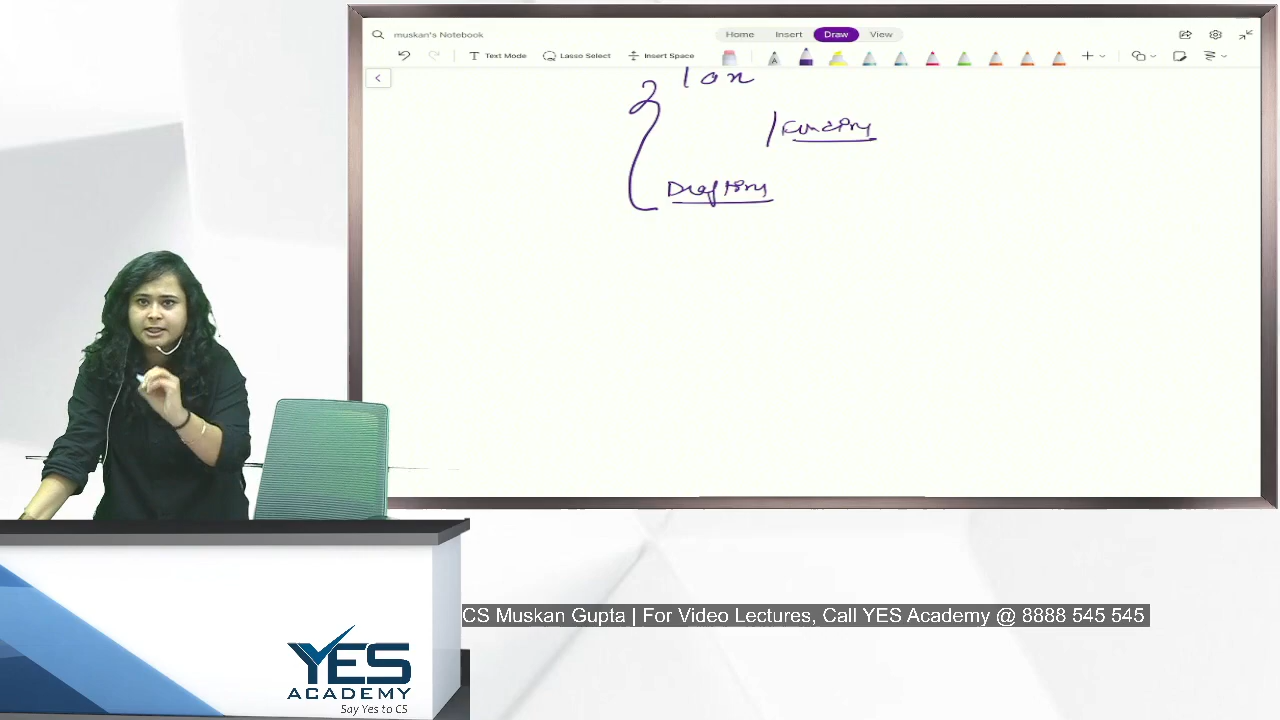 muskan's Notebook
Home Insert Draw View
Text Mode Lasso Select Insert Space
Drafting
CS Muskan Gupta | For Video Lectures, Call YES Academy @ 8888 545 545
YES
ACADEMY
Say Yes to CS